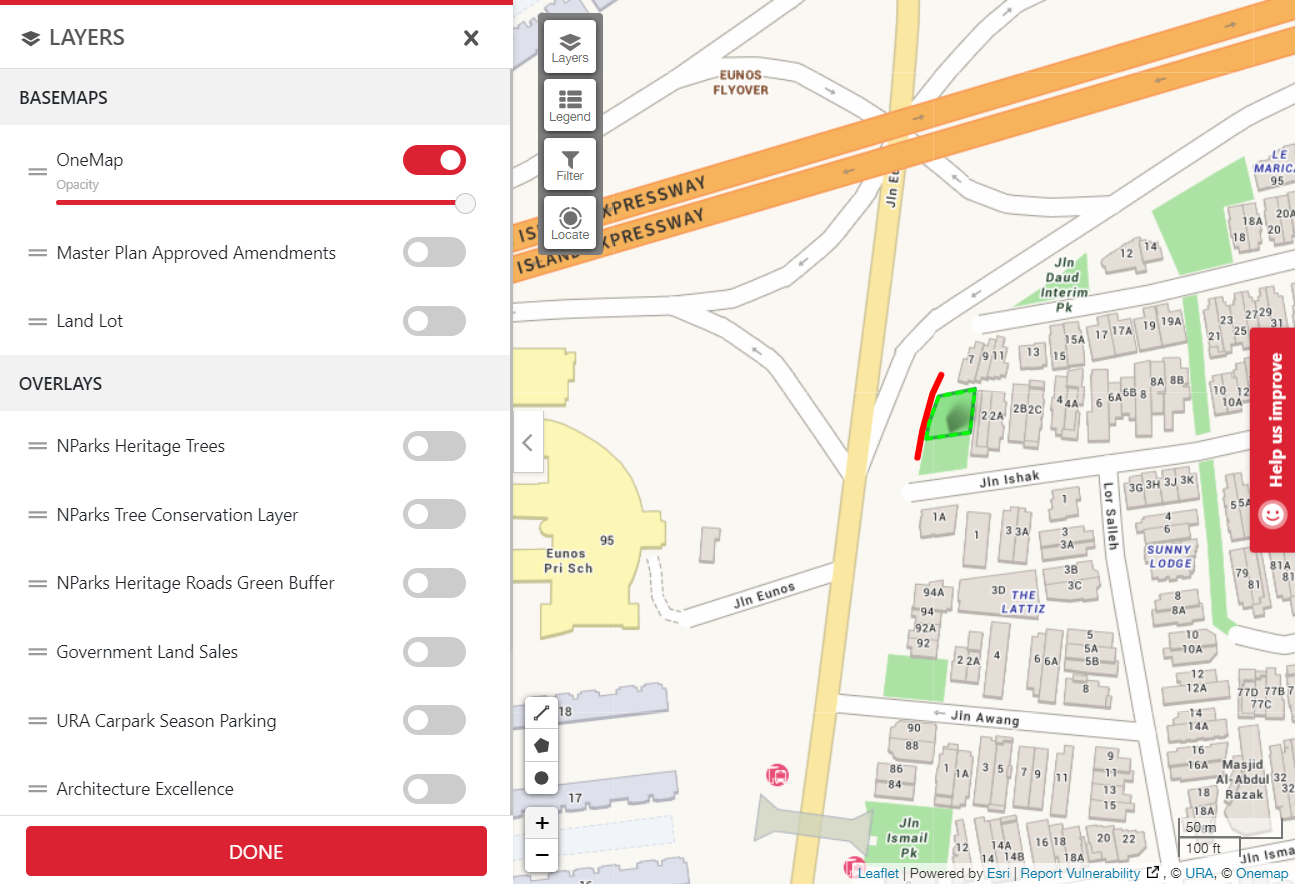 LAYERS
BASEMAPS
OneMap
Opacity
Master Plan Approved Amendments
Land Lot
OVERLAYS
NParks Heritage Trees
NParks Tree Conservation Layer
NParks Heritage Roads Green Buffer
Government Land Sales
URA Carpark Season Parking
Architecture Excellence
DONE
Layers
Legend
Filter
Locate
EUNOS
FLYOVER
EXPRESSWAY
ISLAND EXPRESSWAY
LE
95
18A
20A
18
20
12
14
Jln
Daud
Interim
Pk
7
9
11
13
15
15A
17
17A
19
19A
21
23
25
27
29
31
2
2A
2B
2C
4
4A
6
6A
6B
8
8A
8B
10
10A
12
Jln Ishak
Lor Salleh
3G
3H
3J
3K
1A
1
3
3A
1
3
3A
3B
3C
3D
THE
LATTIZ
4
6
SUNNY
LODGE
8
8A
10
10A
12
12A
14
14A
16
16A
18
18A
79
81
81A
77D
77B
77C
Eunos
Pri Sch
95
Jln Eunos
94A
94
92A
92
2
2A
4
6
6A
5
5A
5B
8
Jln Awang
90
88
86
84
1
1A
3
5
7
9
11
9
11
13
15
Masjid
Al-Abdul
Razak
32
Jln
Ismail
Pk
12
14
14A
14B
16
18
18A
20
22
18
17
Help us improve
+
−
50 m
100 ft
Leaflet | Powered by Esri | Report Vulnerability , © URA, © Onemap